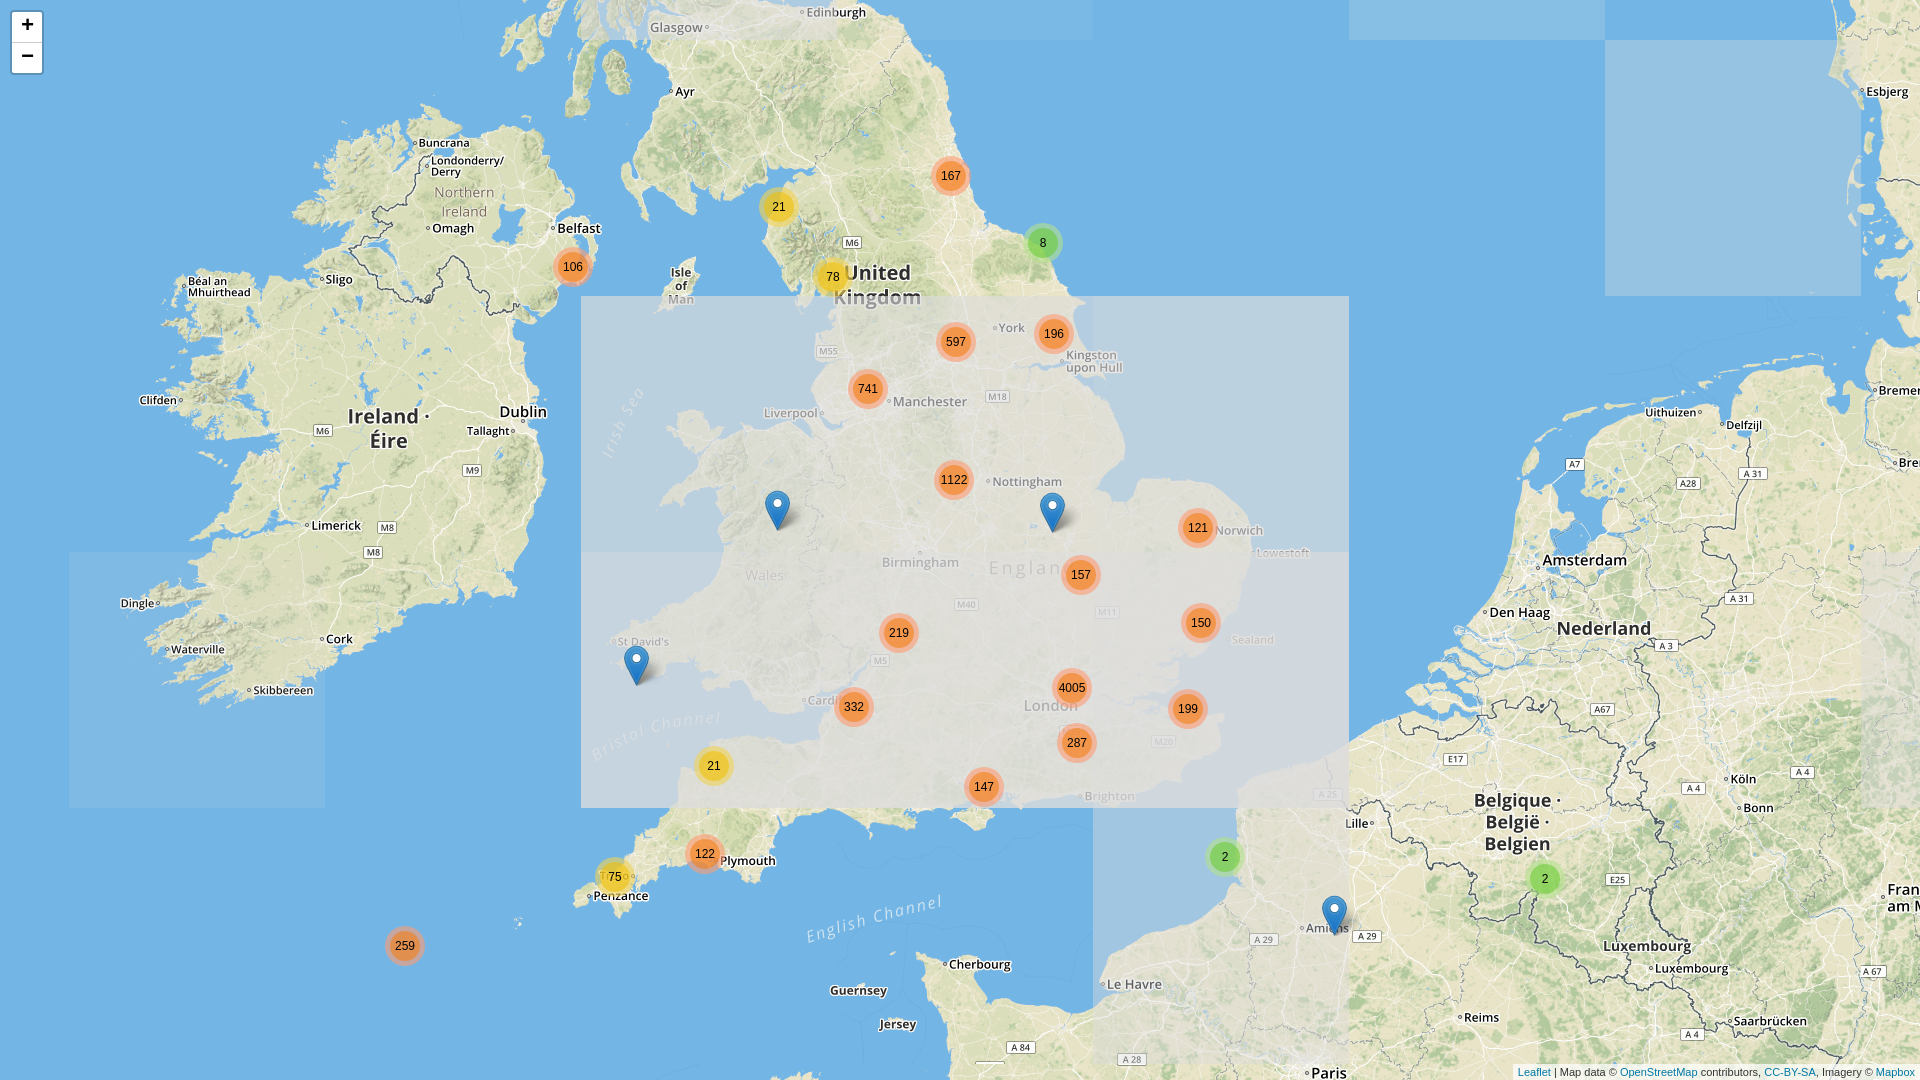 +
−
Edinburgh
Glasgow
Ayr
Esbjerg
Buncrana
Londonderry/
Derry
Northern
Ireland
Omagh
Belfast
167
21
M6
8
106
78
United
Kingdom
Isle
of
Man
Sligo
Béal an
Mhuirthead
York
196
597
M55
Kingston
upon Hull
741
Manchester
M18
Liverpool
Irish Sea
Clifden
Dublin
Ireland ·
Éire
Tallaght
M6
M9
Uithuizen
Delfzijl
A7
A 31
A28
1122
Nottingham
Limerick
M8
M8
121
Norwich
Lowestoft
Birmingham
Wales
157
Amsterdam
M40
M11
A 31
Dingle
Den Haag
Nederland
219
150
Sealand
St David's
M5
Cork
Waterville
A 3
Skibbereen
4005
London
199
332
Bristol Channel
A67
287
M20
E17
21
147
Brighton
A 25
Köln
A 4
A 4
Bonn
Belgique ·
België ·
Belgien
Lille
122
Plymouth
75
Penzance
2
2
E25
English Channel
259
Amiens
A 29
A 29
Luxembourg
Luxembourg
A 67
Cherbourg
Le Havre
Guernsey
Jersey
Reims
Saarbrücken
A 4
A 84
A 28
Paris
Leaflet | Map data © OpenStreetMap contributors, CC-BY-SA, Imagery © Mapbox